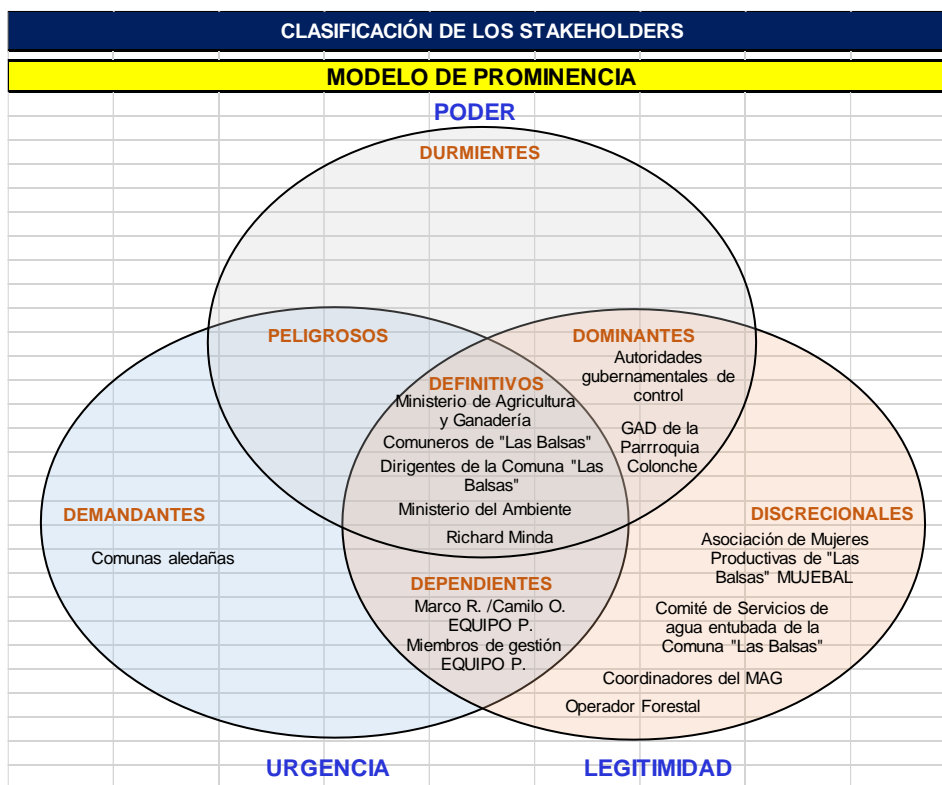 CLASIFICACIÓN DE LOS STAKEHOLDERS
MODELO DE PROMINENCIA
PODER
DURMIENTES
PELIGROSOS
DOMINANTES
Autoridades
gubernamentales de
control
GAD de la
Parrroquia
Colonche
DEFINITIVOS
Ministerio de Agricultura
y Ganadería
Comuneros de "Las Balsas"
Dirigentes de la Comuna "Las
Balsas"
Ministerio del Ambiente
Richard Minda
DEMANDANTES
Comunas aledañas
DISCRECIONALES
Asociación de Mujeres
Productivas de "Las
Balsas" MUJEBAL
Comité de Servicios de
agua entubada de la
Comuna "Las Balsas"
Coordinadores del MAG
Operador Forestal
DEPENDIENTES
Marco R. /Camilo O.
EQUIPO P.
Miembros de gestión
EQUIPO P.
URGENCIA
LEGITIMIDAD